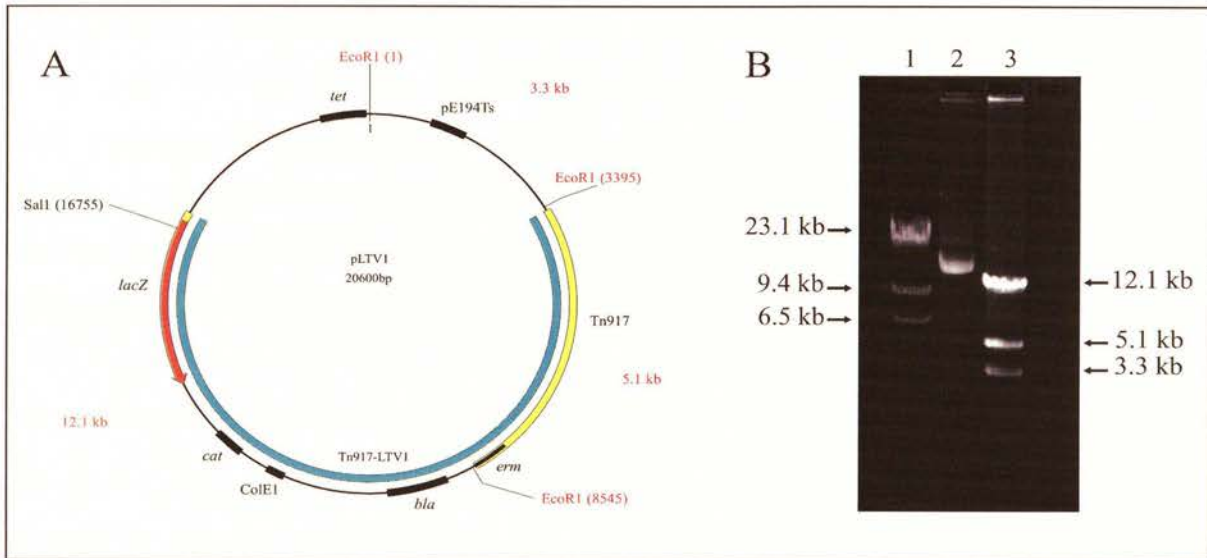 A
EcoR1 (1)
3.3 kb
tet
pE194Ts
1
EcoR1 (3395)
Sal1 (16755)
pLTV1
20600bp
lacZ
Tn917
5.1 kb
12.1 kb
cat
Tn917-LTV1
erm
ColE1
bla
EcoR1 (8545)
B
1 2 3
23.1 kb
9.4 kb
6.5 kb
12.1 kb
5.1 kb
3.3 kb